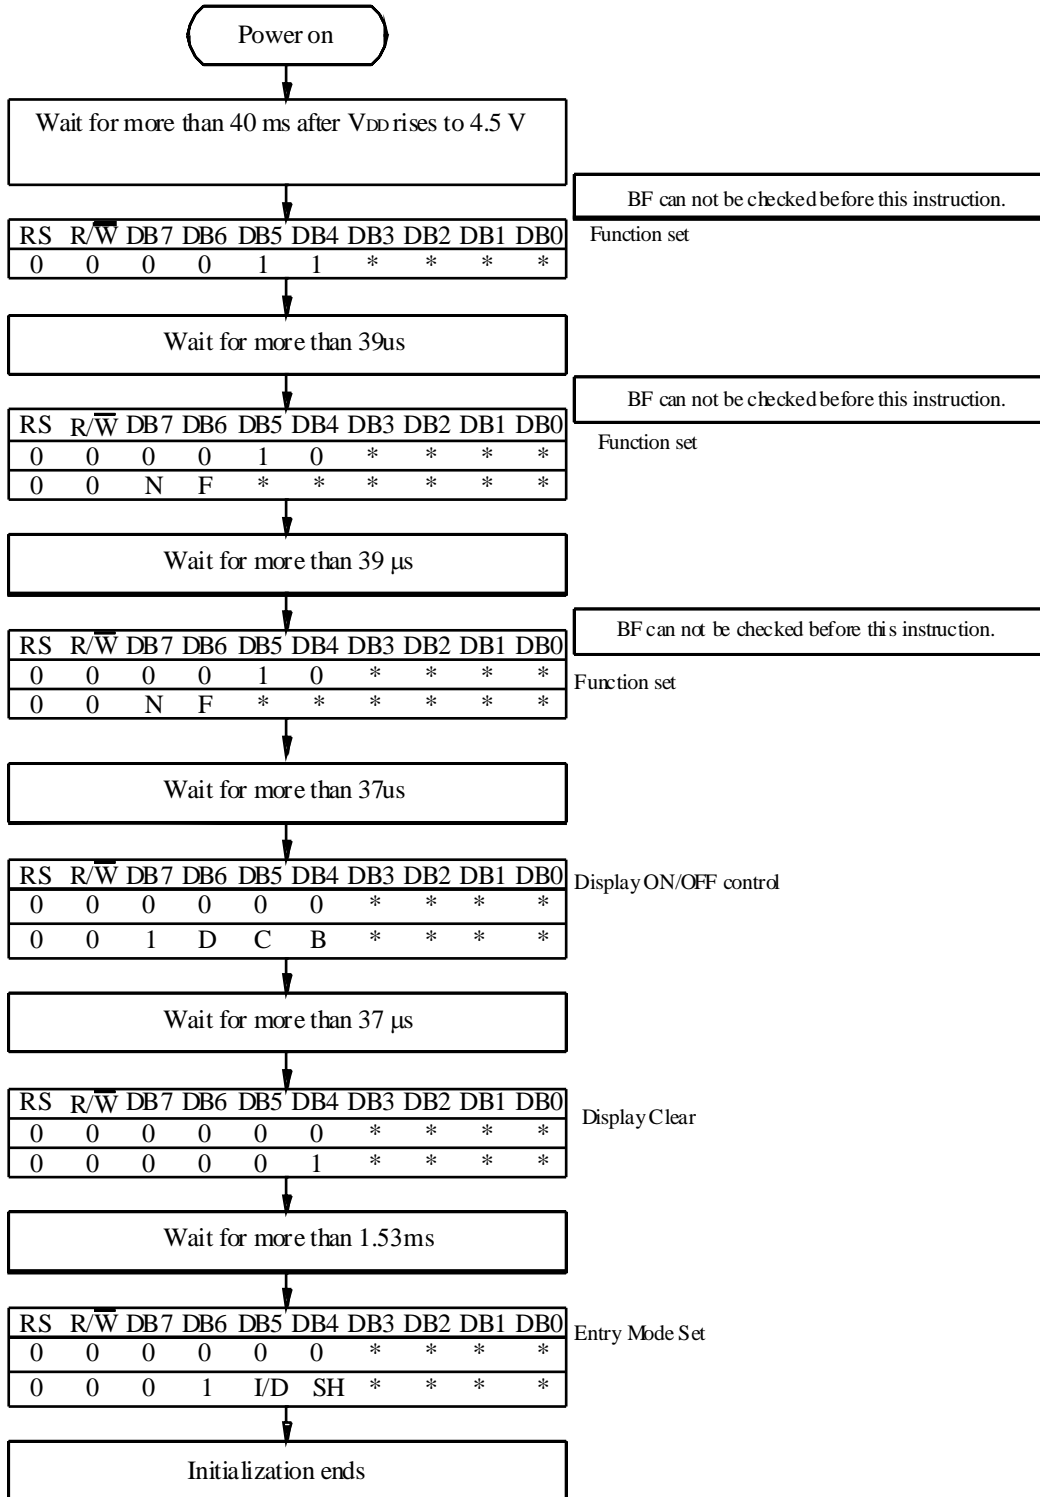 Power on
Wait for more than 40 ms after VDD rises to 4.5 V
BF can not be checked before this instruction.
RS R/W̅ DB7 DB6 DB5 DB4 DB3 DB2 DB1 DB0
Function set
0 0 0 0 1 1 * * * *
Wait for more than 39us
BF can not be checked before this instruction.
RS R/W̅ DB7 DB6 DB5 DB4 DB3 DB2 DB1 DB0
Function set
0 0 0 0 1 0 * * * *
0 0 N F * * * * * *
Wait for more than 39 μs
BF can not be checked before this instruction.
RS R/W̅ DB7 DB6 DB5 DB4 DB3 DB2 DB1 DB0
0 0 0 0 1 0 * * * *
Function set
0 0 N F * * * * * *
Wait for more than 37us
RS R/W̅ DB7 DB6 DB5 DB4 DB3 DB2 DB1 DB0
Display ON/OFF control
0 0 0 0 0 0 * * * *
0 0 1 D C B * * * *
Wait for more than 37 μs
RS R/W̅ DB7 DB6 DB5 DB4 DB3 DB2 DB1 DB0
Display Clear
0 0 0 0 0 0 * * * *
0 0 0 0 0 1 * * * *
Wait for more than 1.53ms
RS R/W̅ DB7 DB6 DB5 DB4 DB3 DB2 DB1 DB0
Entry Mode Set
0 0 0 0 0 0 * * * *
0 0 0 1 I/D SH * * * *
Initialization ends